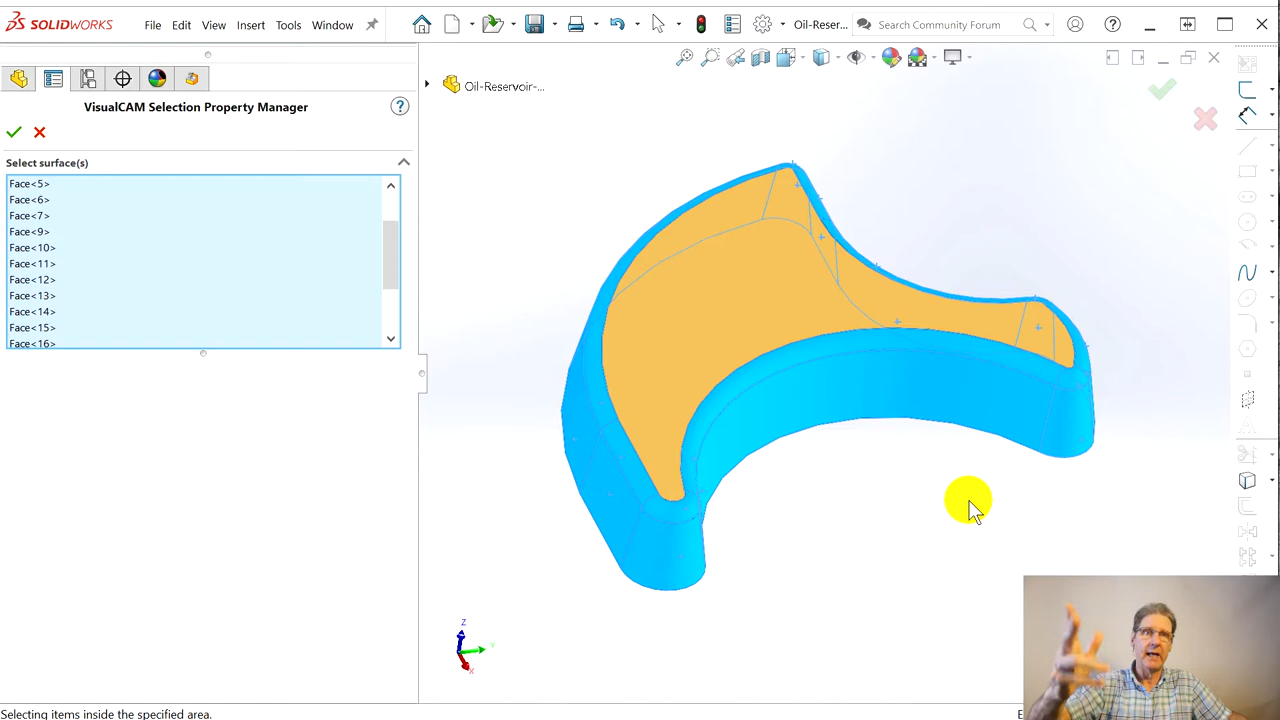 SOLIDWORKS File Edit View Insert Tools Window Oil-Reser... Search Community Forum
Oil-Reservoir-...
VisualCAM Selection Property Manager
Select surface(s)
Face<5>
Face<6>
Face<7>
Face<9>
Face<10>
Face<11>
Face<12>
Face<13>
Face<14>
Face<15>
Face<16>
Z
Y
X
Selecting items inside the specified area.